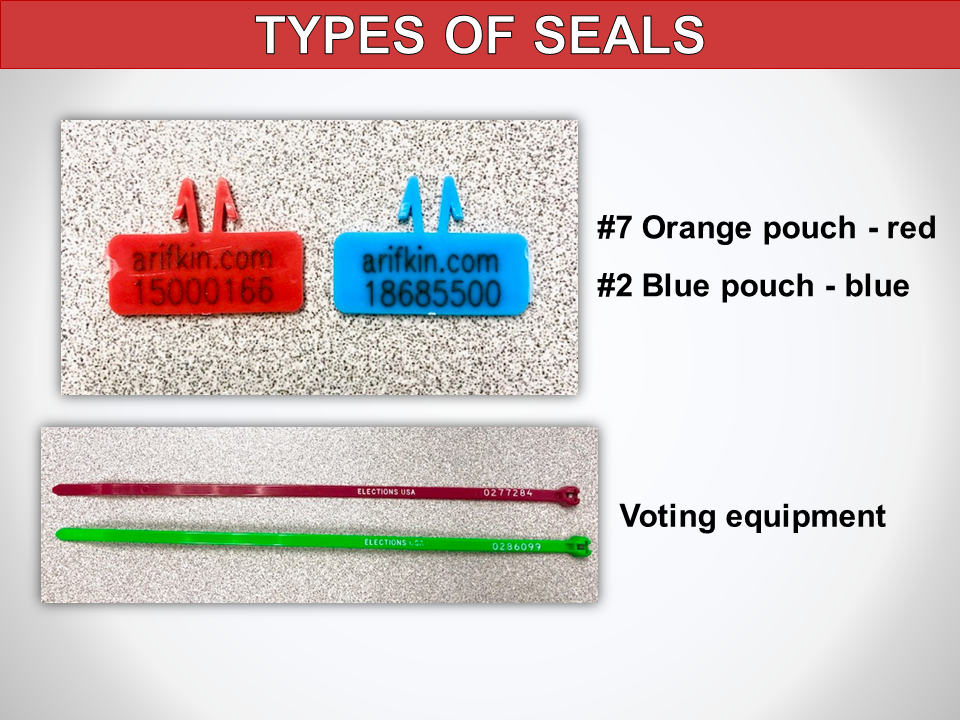 TYPES OF SEALS
arifkin.com
15000166
arifkin.com
18685500
#7 Orange pouch - red
#2 Blue pouch - blue
ELECTIONS USA 0277284
ELECTIONS USA 0286099
Voting equipment